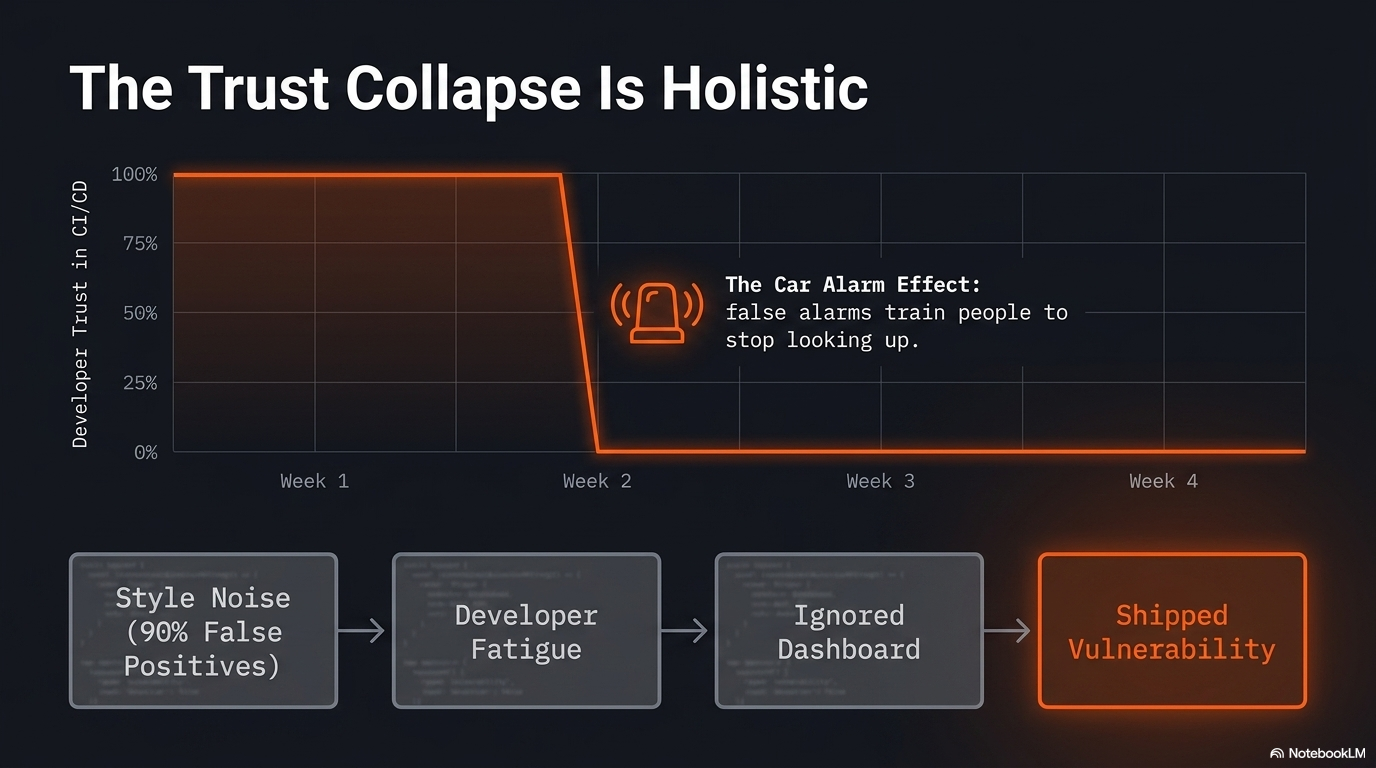 The Trust Collapse Is Holistic
Developer Trust in CI/CD
100%
75%
50%
25%
0%
The Car Alarm Effect:
false alarms train people to
stop looking up.
Week 1
Week 2
Week 3
Week 4
Style Noise
(90% False
Positives)
Developer
Fatigue
Ignored
Dashboard
Shipped
Vulnerability
NotebookLM